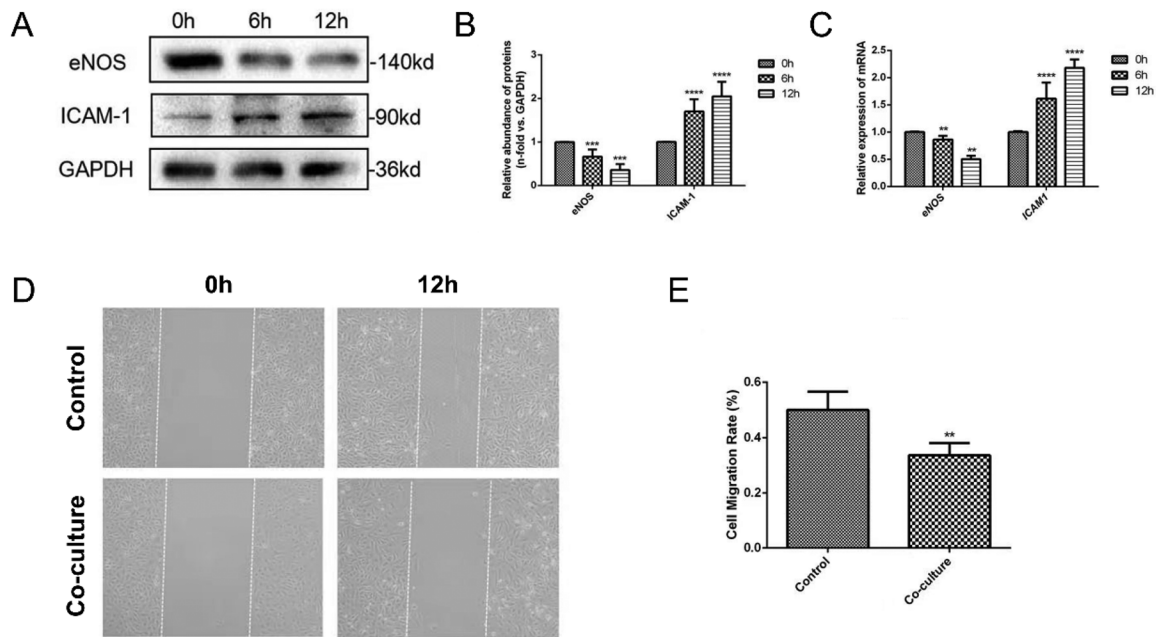 A
0h 6h 12h
eNOS
-140kd
ICAM-1
-90kd
GAPDH
-36kd
B
Relative abundance of proteins
(n-fold vs. GAPDH)
3
2
1
0
***
***
****
****
eNOS
ICAM-1
0h
6h
12h
C
Relative expression of mRNA
2.5
2.0
1.5
1.0
0.5
0.0
**
**
****
****
eNOS
ICAM1
0h
6h
12h
D
0h 12h
Control
Co-culture
E
Cell Migration Rate (%)
0.6
0.4
0.2
0.0
**
Control
Co-culture